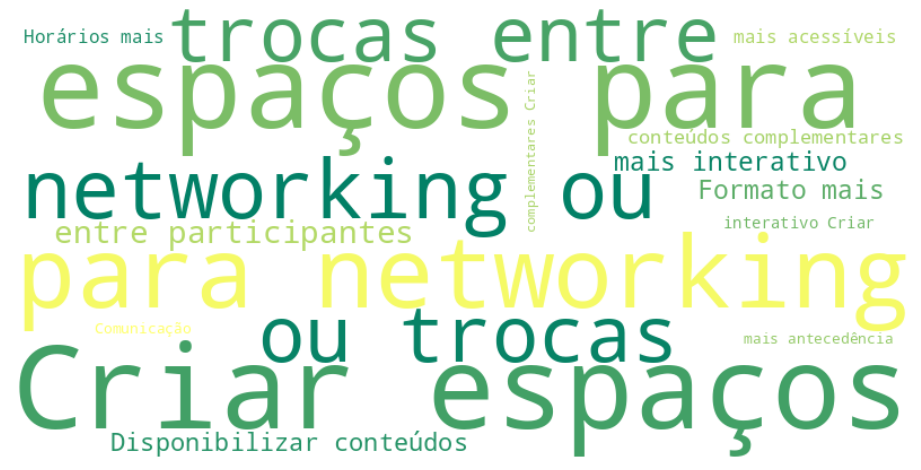 trocas entre
Horários mais
mais acessíveis
espaços para
complementares Criar
conteúdos complementares
mais interativo
networking ou
Formato mais
interativo Criar
entre participantes
para networking
Comunicação
ou trocas
mais antecedência
Criar espaços
Disponibilizar conteúdos